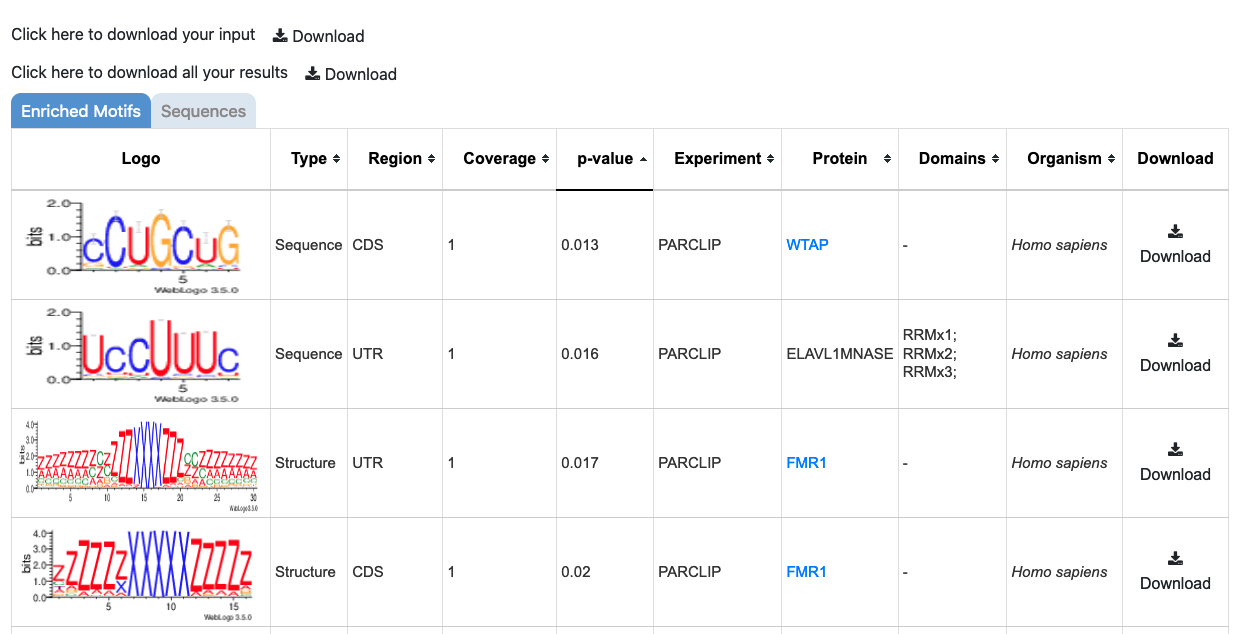 Click here to download your input Download
Click here to download all your results Download
Enriched Motifs Sequences
Logo Type Region Coverage p-value Experiment Protein Domains Organism Download
2.0
bits 1.0 CCUGCUG
0.0
5
WebLogo 3.5.0
Sequence CDS 1 0.013 PARCLIP WTAP - Homo sapiens Download
2.0
bits 1.0 UCCUUUC
0.0
5
WebLogo 3.5.0
Sequence UTR 1 0.016 PARCLIP ELAVL1MNASE RRMx1; RRMx2; RRMx3; Homo sapiens Download
4.0
3.0
bits 2.0
1.0
0.0
5 10 15 20 25 30
WebLogo 3.5.0
Structure UTR 1 0.017 PARCLIP FMR1 - Homo sapiens Download
4.0
3.0
bits 2.0 ZZZZZZXXXXXZZZZZ
1.0
0.0
5 10 15
WebLogo 3.5.0
Structure CDS 1 0.02 PARCLIP FMR1 - Homo sapiens Download